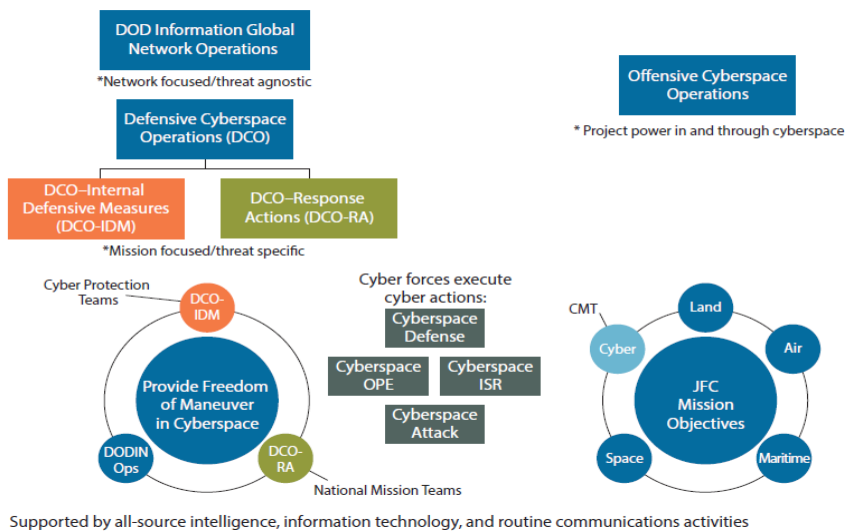 DOD Information Global
Network Operations
*Network focused/threat agnostic
Offensive Cyberspace
Operations
* Project power in and through cyberspace
Defensive Cyberspace
Operations (DCO)
DCO–Internal
Defensive Measures
(DCO-IDM)
DCO–Response
Actions (DCO-RA)
*Mission focused/threat specific
Cyber Protection
Teams
DCO-
IDM
Provide Freedom
of Maneuver
in Cyberspace
DODIN
Ops
DCO-
RA
National Mission Teams
Cyber forces execute
cyber actions:
Cyberspace
Defense
Cyberspace
OPE
Cyberspace
ISR
Cyberspace
Attack
CMT
Land
Cyber
Air
JFC
Mission
Objectives
Space
Maritime
Supported by all-source intelligence, information technology, and routine communications activities